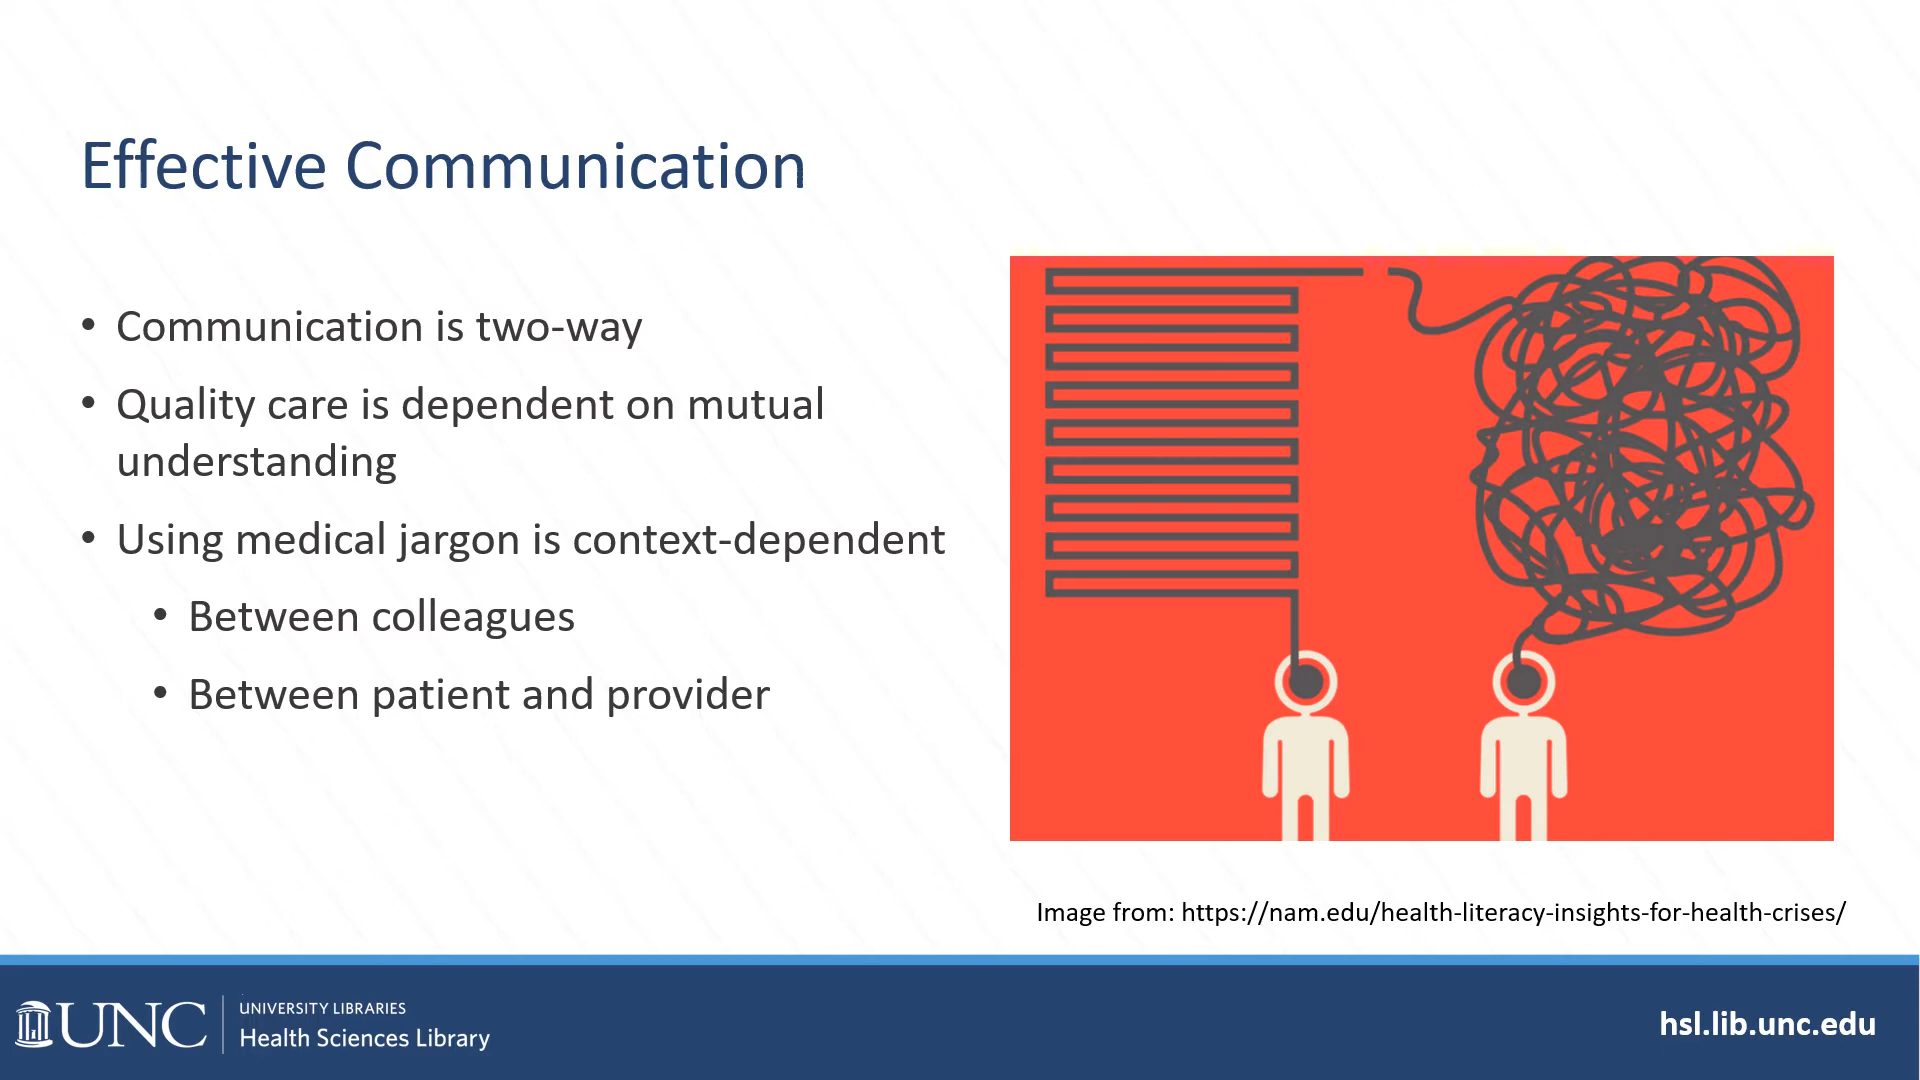 Effective Communication
• Communication is two-way
• Quality care is dependent on mutual
understanding
• Using medical jargon is context-dependent
• Between colleagues
• Between patient and provider
Image from: https://nam.edu/health-literacy-insights-for-health-crises/
UNC
UNIVERSITY LIBRARIES
Health Sciences Library
hsl.lib.unc.edu